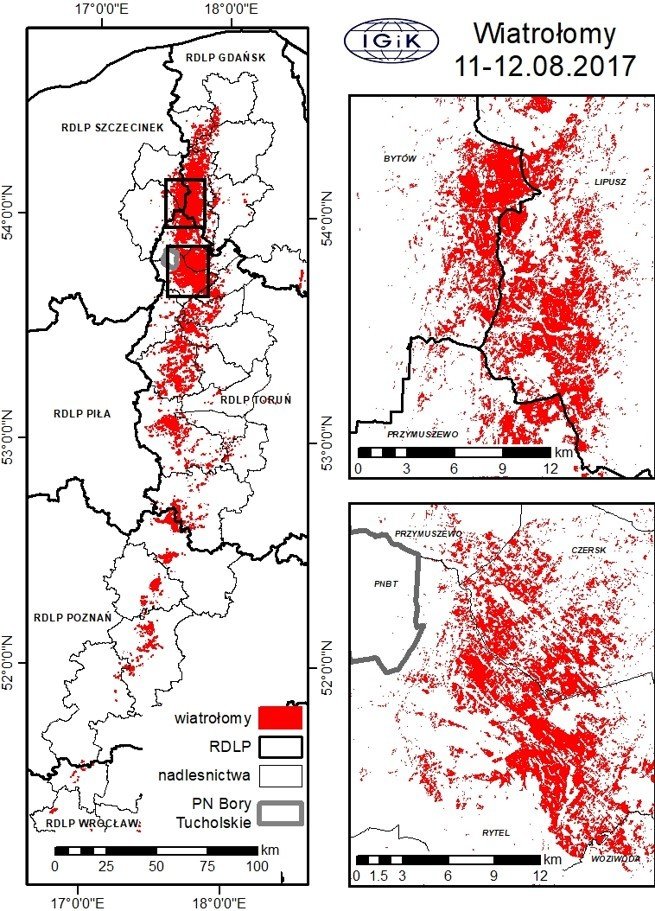 17°0'0"E 18°0'0"E
RDLP GDAŃSK
RDLP SZCZECINEK
54°0'0"N
54°0'0"N
RDLP PIŁA
RDLP TORUŃ
53°0'0"N
53°0'0"N
RDLP POZNAŃ
52°0'0"N
52°0'0"N
wiatrołomy
RDLP
nadlesnictwa
PN Bory
Tucholskie
RDLP WROCŁAW
km
0 25 50 75 100
17°0'0"E 18°0'0"E
IGiK
Wiatrołomy
11-12.08.2017
BYTÓW
LIPUSZ
PRZYMUSZEWO
km
0 1.5 3 6 9 12
PRZYMUSZEWO
CZERSK
PNBT
RYTEL
WOZIWODA
km
0 1.5 3 6 9 12